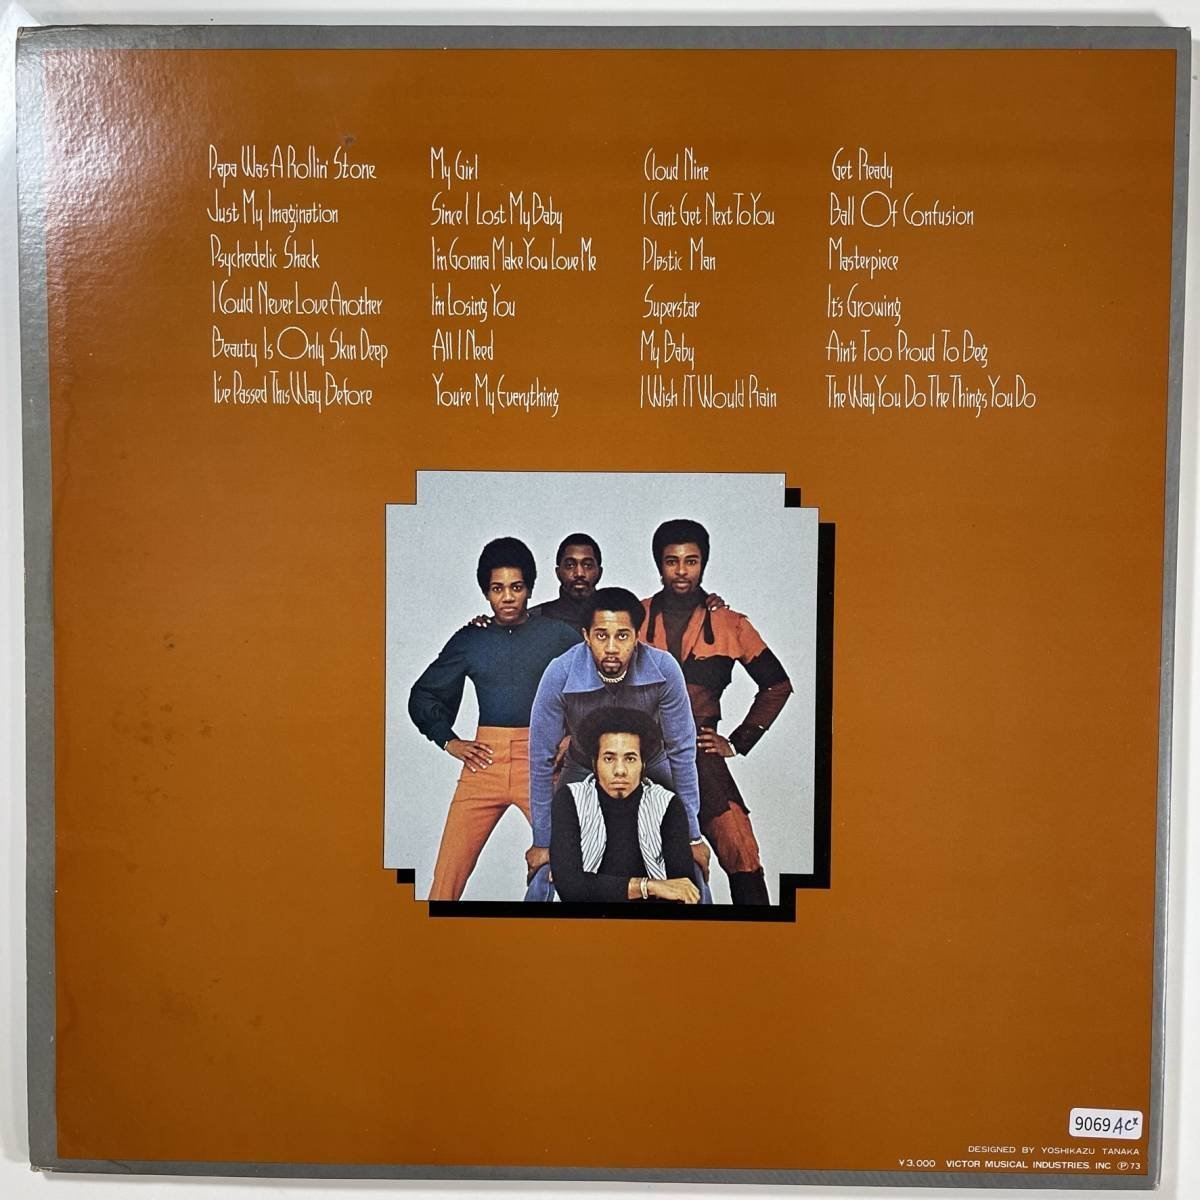 Papa Was A Rollin' Stone
Just My Imagination
Psychedelic Shack
I Could Never Love Another
Beauty Is Only Skin Deep
I've Passed This Way Before
My Girl
Since I Lost My Baby
I'm Gonna Make You Love Me
I'm Losing You
All I Need
You're My Everything
Cloud Nine
I Can't Get Next To You
Plastic Man
Superstar
My Baby
I Wish IT Would Rain
Get Ready
Ball Of Confusion
Masterpiece
It's Growing
Ain't Too Proud To Beg
The Way You Do The Things You Do
9069 ACx
DESIGNED BY YOSHIKAZU TANAKA
¥3,000 VICTOR MUSICAL INDUSTRIES, INC ℗73